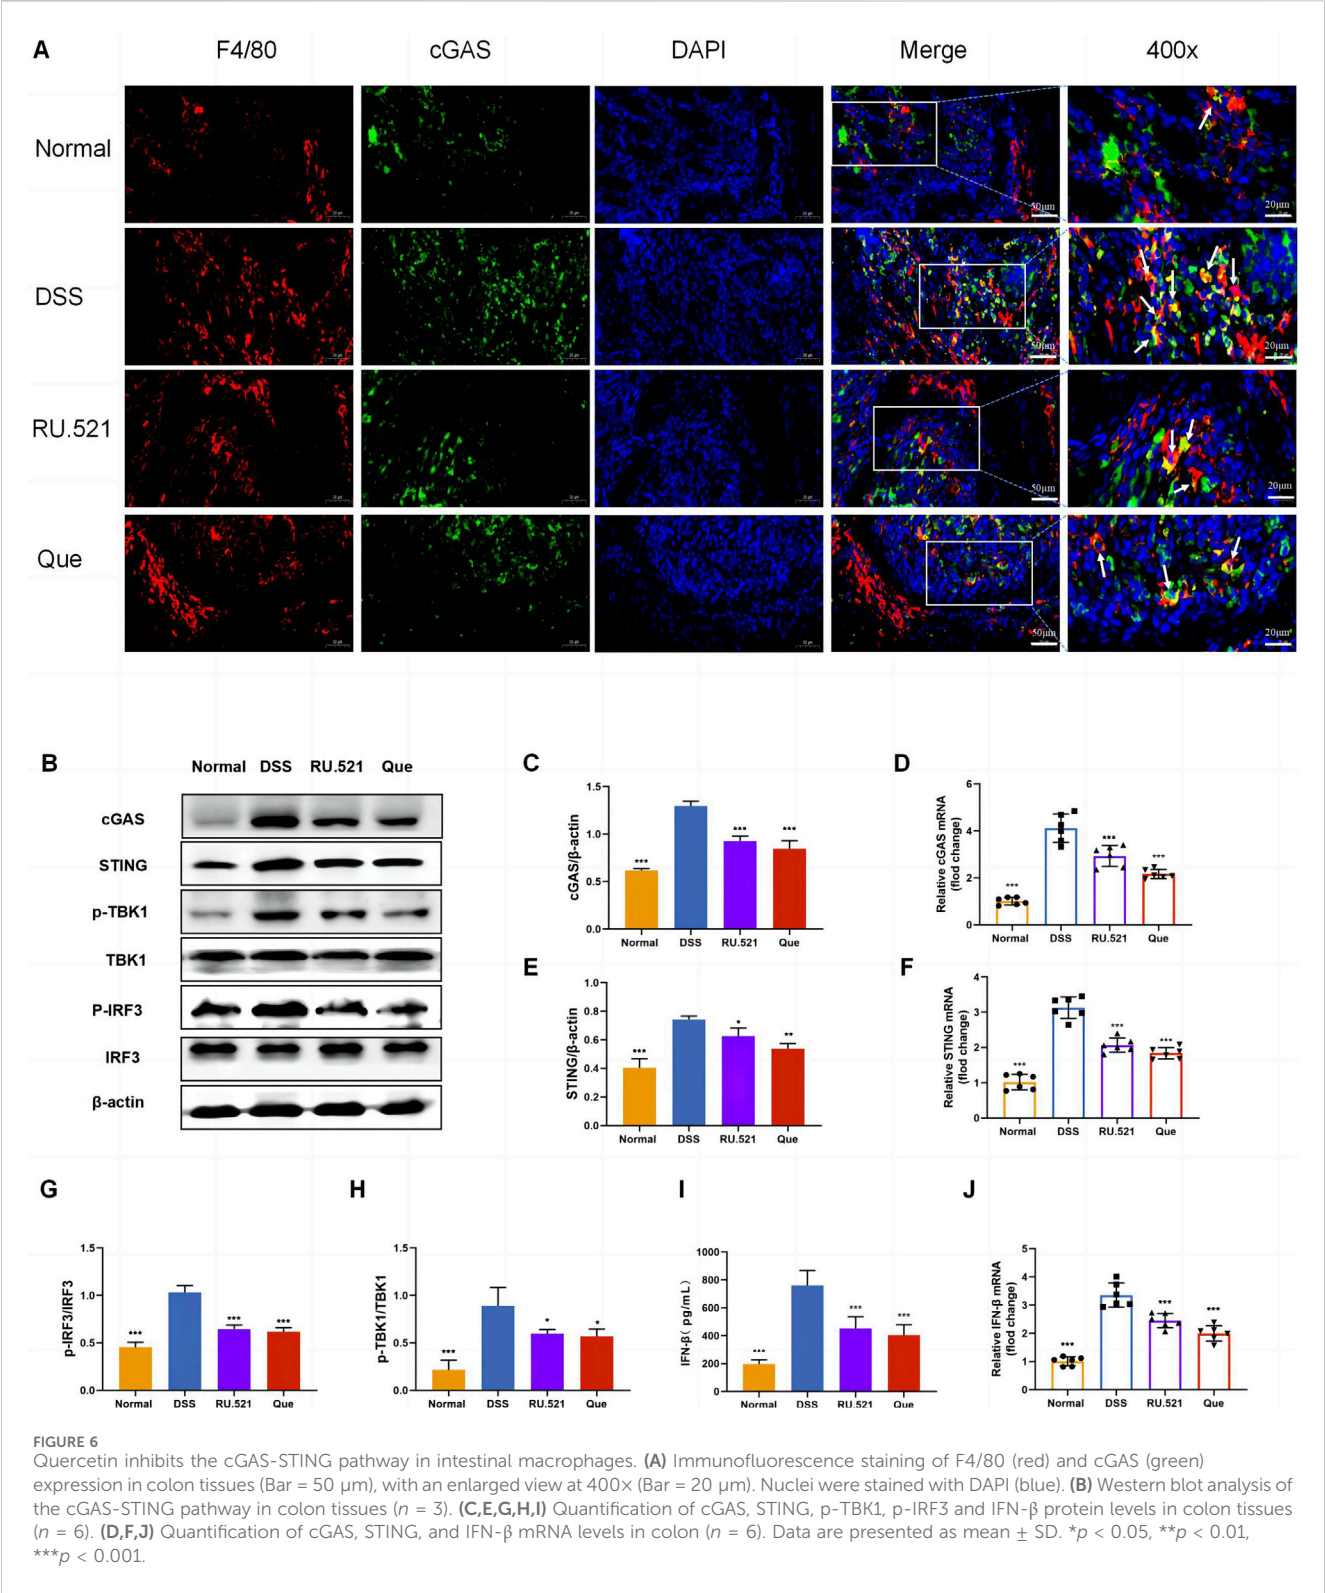 A
F4/80
cGAS
DAPI
Merge
400x
Normal
50μm
20μm
DSS
50μm
20μm
RU.521
50μm
20μm
Que
50μm
20μm
B
Normal DSS RU.521 Que
cGAS
STING
p-TBK1
TBK1
P-IRF3
IRF3
β-actin
C
cGAS/β-actin
1.5
1.0
0.5
0.0
***
***
***
Normal DSS RU.521 Que
D
Relative cGAS mRNA
(flod change)
6
4
2
0
***
***
***
Normal DSS RU.521 Que
E
STING/β-actin
1.0
0.8
0.6
0.4
0.2
0.0
***
*
**
Normal DSS RU.521 Que
F
Relative STING mRNA
(flod change)
4
3
2
1
0
***
***
***
Normal DSS RU.521 Que
G
p-IRF3/IRF3
1.5
1.0
0.5
0.0
***
***
***
Normal DSS RU.521 Que
H
p-TBK1/TBK1
1.5
1.0
0.5
0.0
***
*
*
Normal DSS RU.521 Que
I
IFN-β( pg/mL)
1000
800
600
400
200
0
***
***
***
Normal DSS RU.521 Que
J
Relative IFN-β mRNA
(flod change)
5
4
3
2
1
0
***
***
***
Normal DSS RU.521 Que
FIGURE 6
Quercetin inhibits the cGAS-STING pathway in intestinal macrophages. (A) Immunofluorescence staining of F4/80 (red) and cGAS (green)
expression in colon tissues (Bar = 50 μm), with an enlarged view at 400× (Bar = 20 μm). Nuclei were stained with DAPI (blue). (B) Western blot analysis of
the cGAS-STING pathway in colon tissues (n = 3). (C,E,G,H,I) Quantification of cGAS, STING, p-TBK1, p-IRF3 and IFN-β protein levels in colon tissues
(n = 6). (D,F,J) Quantification of cGAS, STING, and IFN-β mRNA levels in colon (n = 6). Data are presented as mean ± SD. *p < 0.05, **p < 0.01,
***p < 0.001.